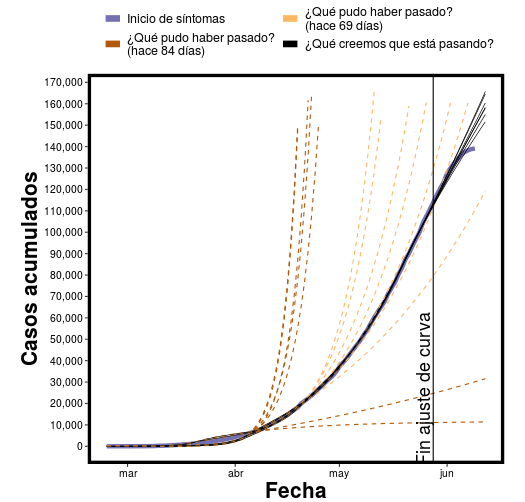 Inicio de síntomas
¿Qué pudo haber pasado?
(hace 84 días)
¿Qué pudo haber pasado?
(hace 69 días)
¿Qué creemos que está pasando?
Casos acumulados
170,000
160,000
150,000
140,000
130,000
120,000
110,000
100,000
90,000
80,000
70,000
60,000
50,000
40,000
30,000
20,000
10,000
0
Fin ajuste de curva
mar
abr
may
jun
Fecha